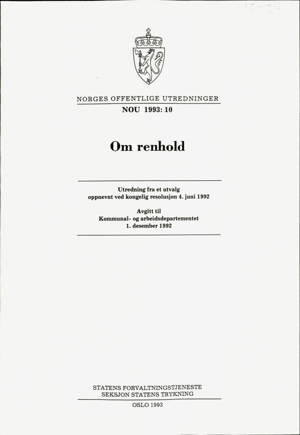 NORGES OFFENTLIGE UTREDNINGER
NOU 1993: 10
Om renhold
Utredning fra et utvalg
oppnevnt ved kongelig resolusjon 4. juni 1992
Avgitt til
Kommunal- og arbeidsdepartementet
1. desember 1992
STATENS FORVALTNINGSTJENESTE
SEKSJON STATENS TRYKNING
OSLO 1993